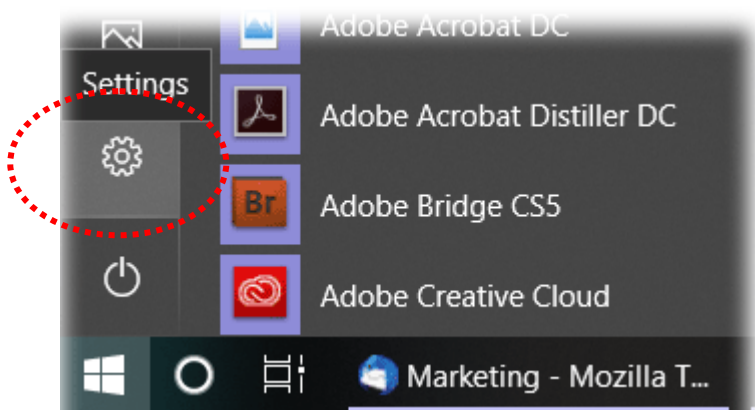 Adobe Acrobat DC
Settings
Adobe Acrobat Distiller DC
Br
Adobe Bridge CS5
Adobe Creative Cloud
Marketing - Mozilla T...